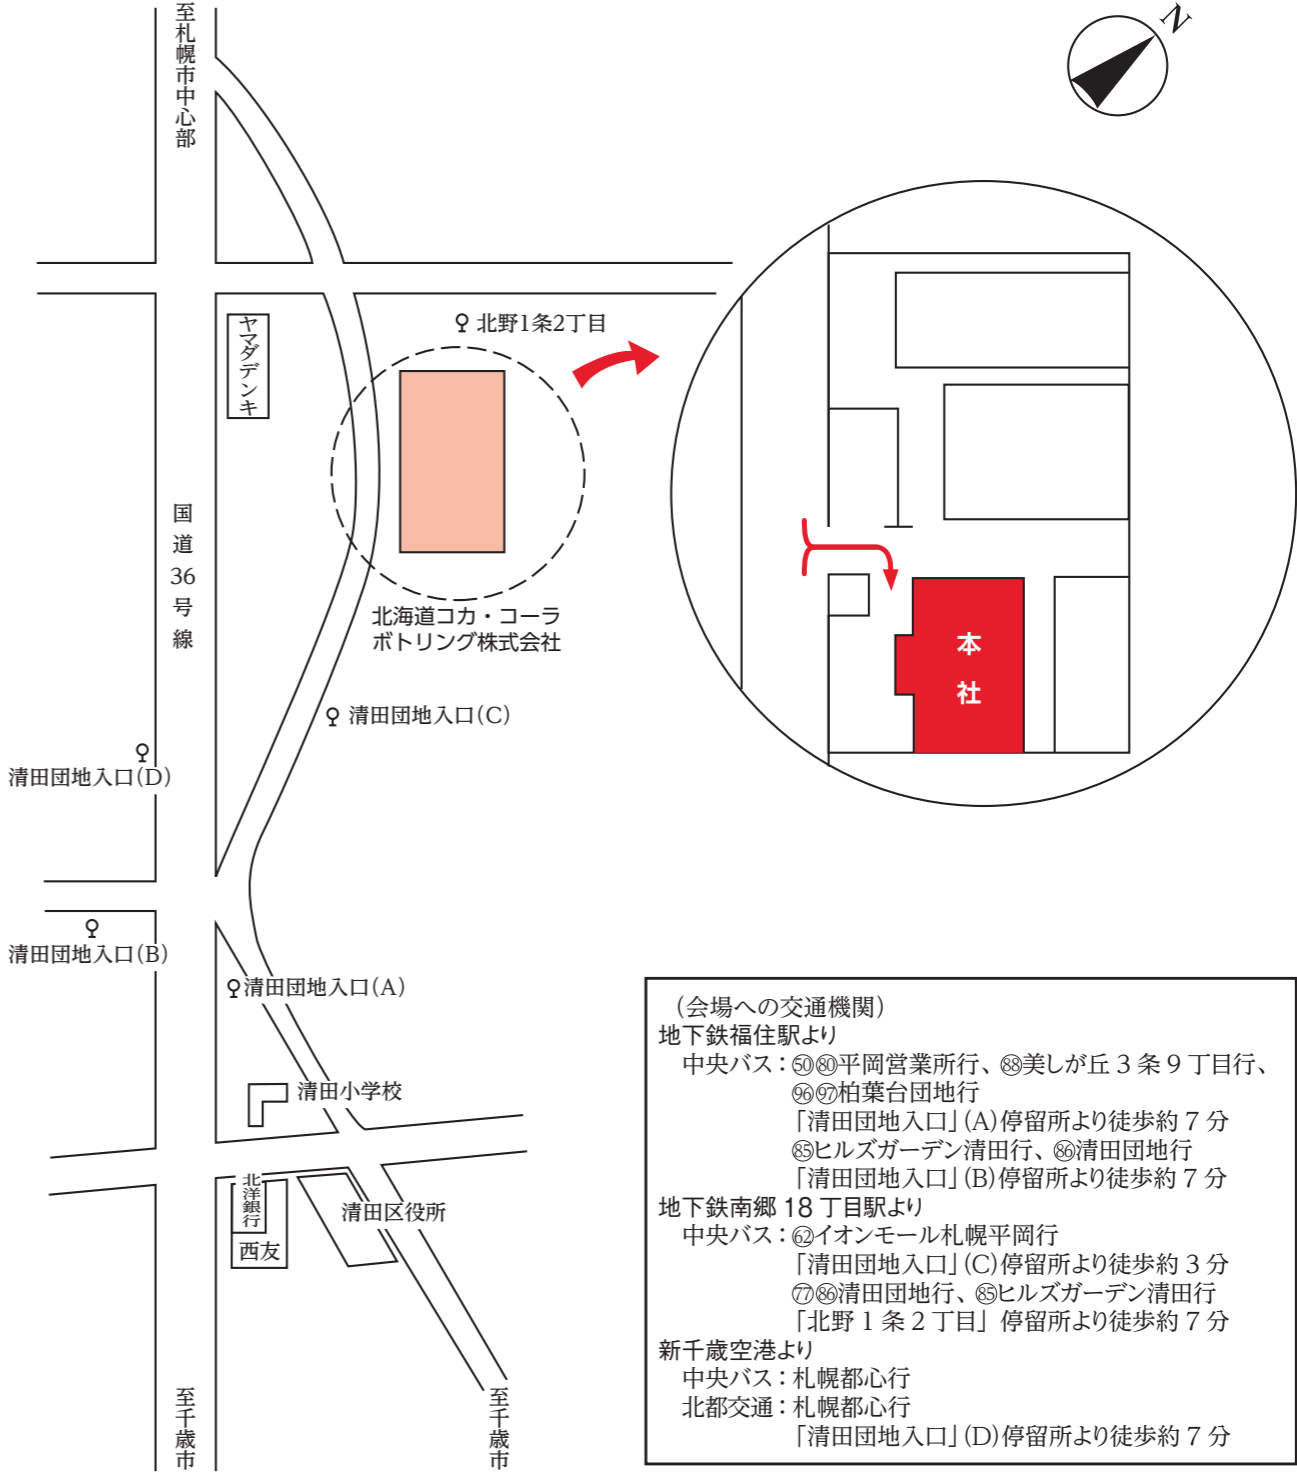 至札幌市中心部
N
ヤマダデンキ
北野1条2丁目
国道36号線
北海道コカ・コーラ
ボトリング株式会社
本社
清田団地入口(C)
清田団地入口(D)
清田団地入口(B)
清田団地入口(A)
清田小学校
北洋銀行
西友
清田区役所
至千歳市
至千歳市
（会場への交通機関）
地下鉄福住駅より
中央バス：㊿⑧⓪平岡営業所行、⑧⑧美しが丘3条9丁目行、
⑨⑥⑨⑦柏葉台団地行
「清田団地入口」(A)停留所より徒歩約7分
⑧⑤ヒルズガーデン清田行、⑧⑥清田団地行
「清田団地入口」(B)停留所より徒歩約7分
地下鉄南郷18丁目駅より
中央バス：⑥②イオンモール札幌平岡行
「清田団地入口」(C)停留所より徒歩約3分
⑦⑦⑧⑥清田団地行、⑧⑤ヒルズガーデン清田行
「北野1条2丁目」停留所より徒歩約7分
新千歳空港より
中央バス：札幌都心行
北都交通：札幌都心行
「清田団地入口」(D)停留所より徒歩約7分